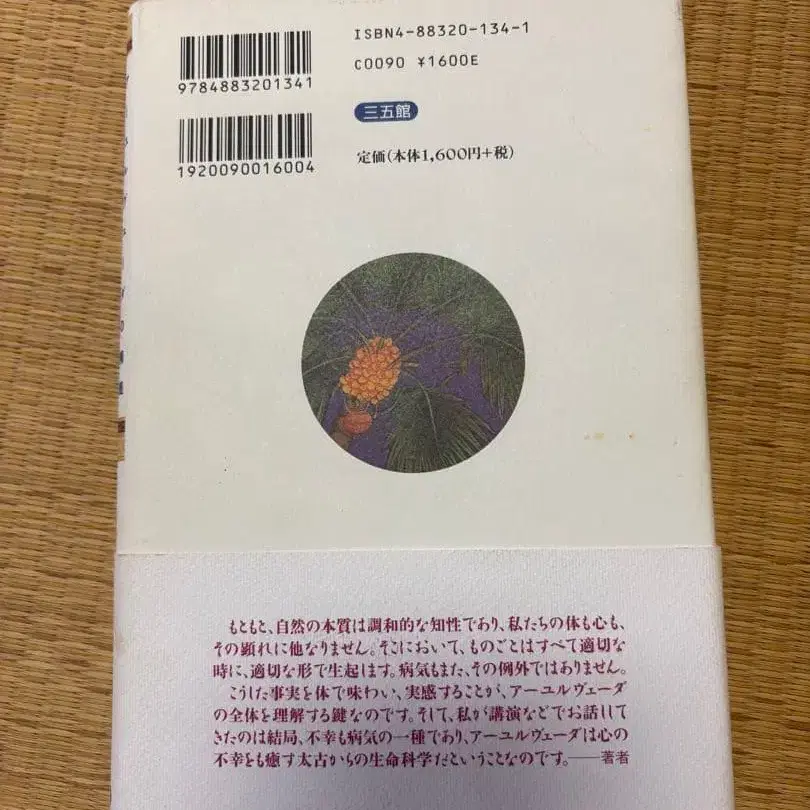 ISBN4-88320-134-1
9784883201341
C0090 ¥1600E
三五館
1920090016004
定価(本体1,600円+税)
もともと、自然の本質は調和的な知性であり、私たちの体も心も、
その顕れに他なりません。そこにおいて、ものごとはすべて適切な
時に、適切な形で生起します。病気もまた、その例外ではありません。
こうした事実を体で味わい、実感することが、アーユルヴェーダ
の全体を理解する鍵なのです。そして、私が講演などでお話しして
きたのは結局、不幸も病気の一種であり、アーユルヴェーダは心の
不幸をも癒す太古からの生命科学だということなのです。——著者